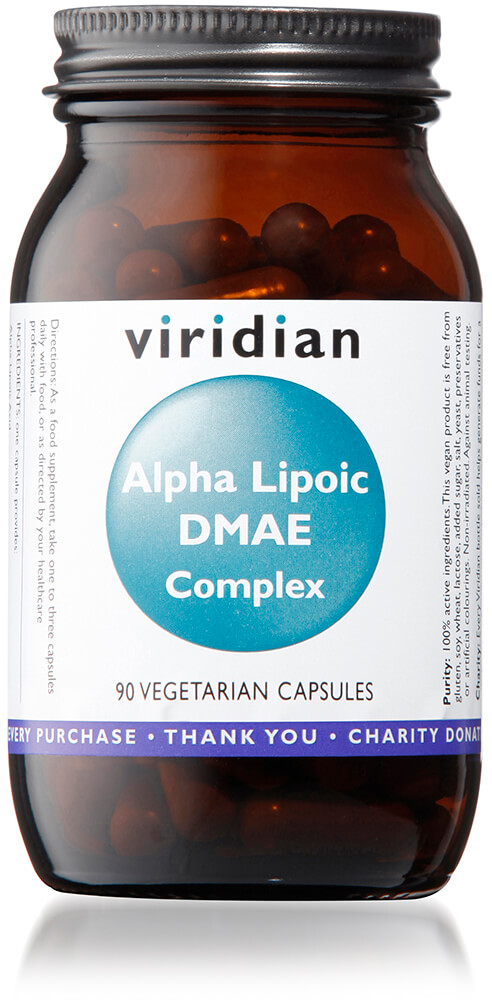 viridian
Alpha Lipoic
DMAE
Complex
90 VEGETARIAN CAPSULES
EVERY PURCHASE • THANK YOU • CHARITY DONAT
Directions: As a food supplement, take one to three capsules
daily with food, or as directed by your healthcare
professional.
INGREDIENTS: one capsule provides:
Purity: 100% active ingredients. This vegan product is free from
gluten, soy, wheat, lactose, added sugar, salt, yeast, preservatives
or artificial colourings. Non-irradiated. Against animal testing.
Charity: Every Viridian bottle sold helps generate funds for a